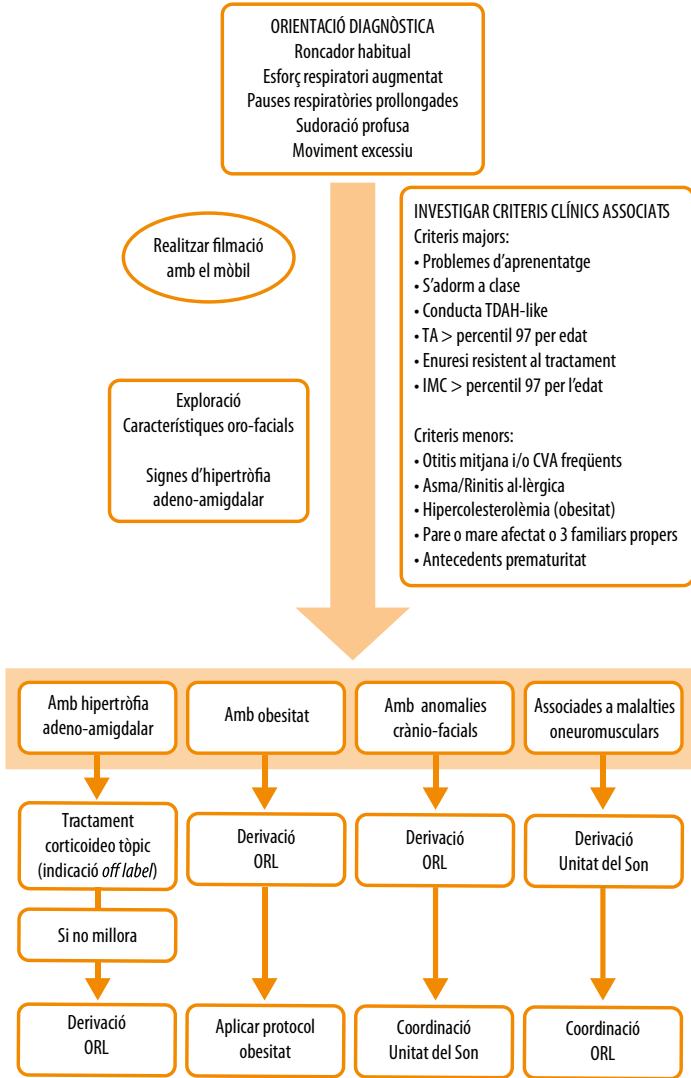 ORIENTACIÓ DIAGNÒSTICA
Roncador habitual
Esforç respiratori augmentat
Pauses respiratòries prollongades
Sudoració profusa
Moviment excessiu
Realitzar filmació
amb el mòbil
INVESTIGAR CRITERIS CLÍNICS ASSOCIATS
Criteris majors:
• Problemes d'aprenentatge
• S'adorm a clase
• Conducta TDAH-like
• TA > percentil 97 per edat
• Enuresi resistent al tractament
• IMC > percentil 97 per l'edat
Criteris menors:
• Otitis mitjana i/o CVA freqüents
• Asma/Rinitis al·lèrgica
• Hipercolesterolèmia (obesitat)
• Pare o mare afectat o 3 familiars propers
• Antecedents prematuritat
Exploració
Característiques oro-facials
Signes d'hipertròfia
adeno-amigdalar
Amb hipertròfia
adeno-amigdalar
Amb obesitat
Amb anomalies
crànio-facials
Associades a malalties
oneuromusculars
Tractament
corticoideo tòpic
(indicació off label)
Derivació
ORL
Derivació
ORL
Derivació
Unitat del Son
Si no millora
Derivació
ORL
Aplicar protocol
obesitat
Coordinació
Unitat del Son
Coordinació
ORL